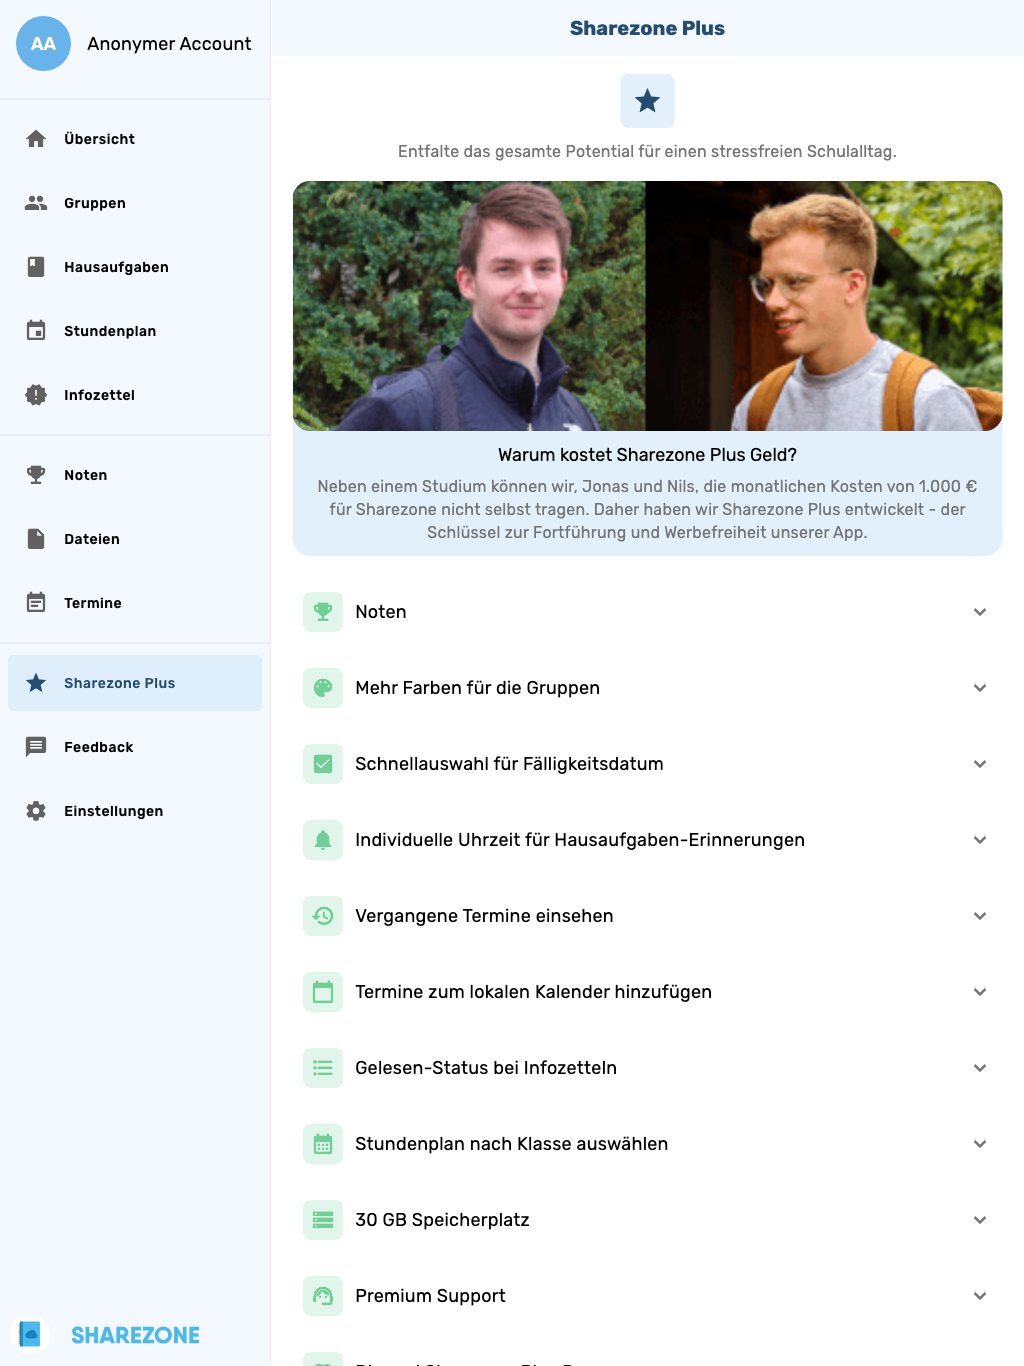 AA
Anonymer Account
Übersicht
Gruppen
Hausaufgaben
Stundenplan
Infozettel
Noten
Dateien
Termine
Sharezone Plus
Feedback
Einstellungen
SHAREZONE
Sharezone Plus
Entfalte das gesamte Potential für einen stressfreien Schulalltag.
Warum kostet Sharezone Plus Geld?
Neben einem Studium können wir, Jonas und Nils, die monatlichen Kosten von 1.000 €
für Sharezone nicht selbst tragen. Daher haben wir Sharezone Plus entwickelt - der
Schlüssel zur Fortführung und Werbefreiheit unserer App.
Noten
Mehr Farben für die Gruppen
Schnellauswahl für Fälligkeitsdatum
Individuelle Uhrzeit für Hausaufgaben-Erinnerungen
Vergangene Termine einsehen
Termine zum lokalen Kalender hinzufügen
Gelesen-Status bei Infozetteln
Stundenplan nach Klasse auswählen
30 GB Speicherplatz
Premium Support